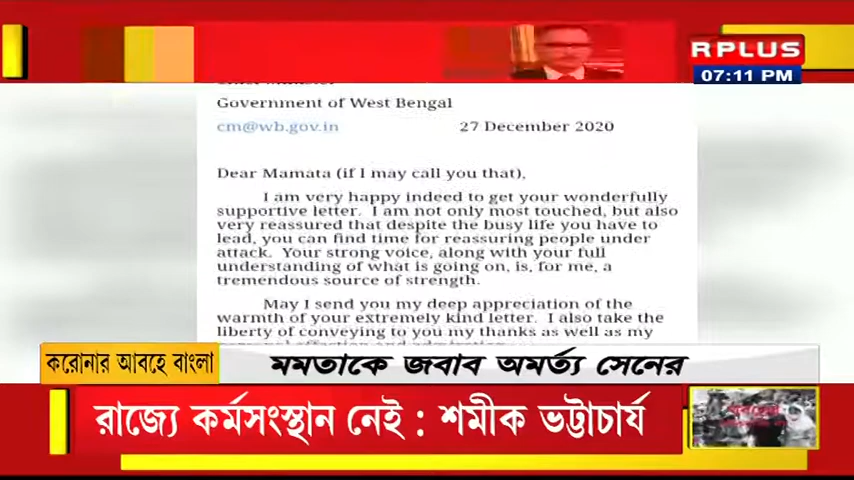 RPLUS
07:11 PM
Government of West Bengal
cm@wb.gov.in 27 December 2020
Dear Mamata (if I may call you that),
I am very happy indeed to get your wonderfully
supportive letter. I am not only most touched, but also
very reassured that despite the busy life you have to
lead, you can find time for reassuring people under
attack. Your strong voice, along with your full
understanding of what is going on, is, for me, a
tremendous source of strength.
May I send you my deep appreciation of the
warmth of your extremely kind letter. I also take the
liberty of conveying to you my thanks as well as my
করোনার আবহে বাংলা
মমতাকে জবাব অমর্ত্য সেনের
রাজ্যে কর্মসংস্থান নেই : শমীক ভট্টাচার্য